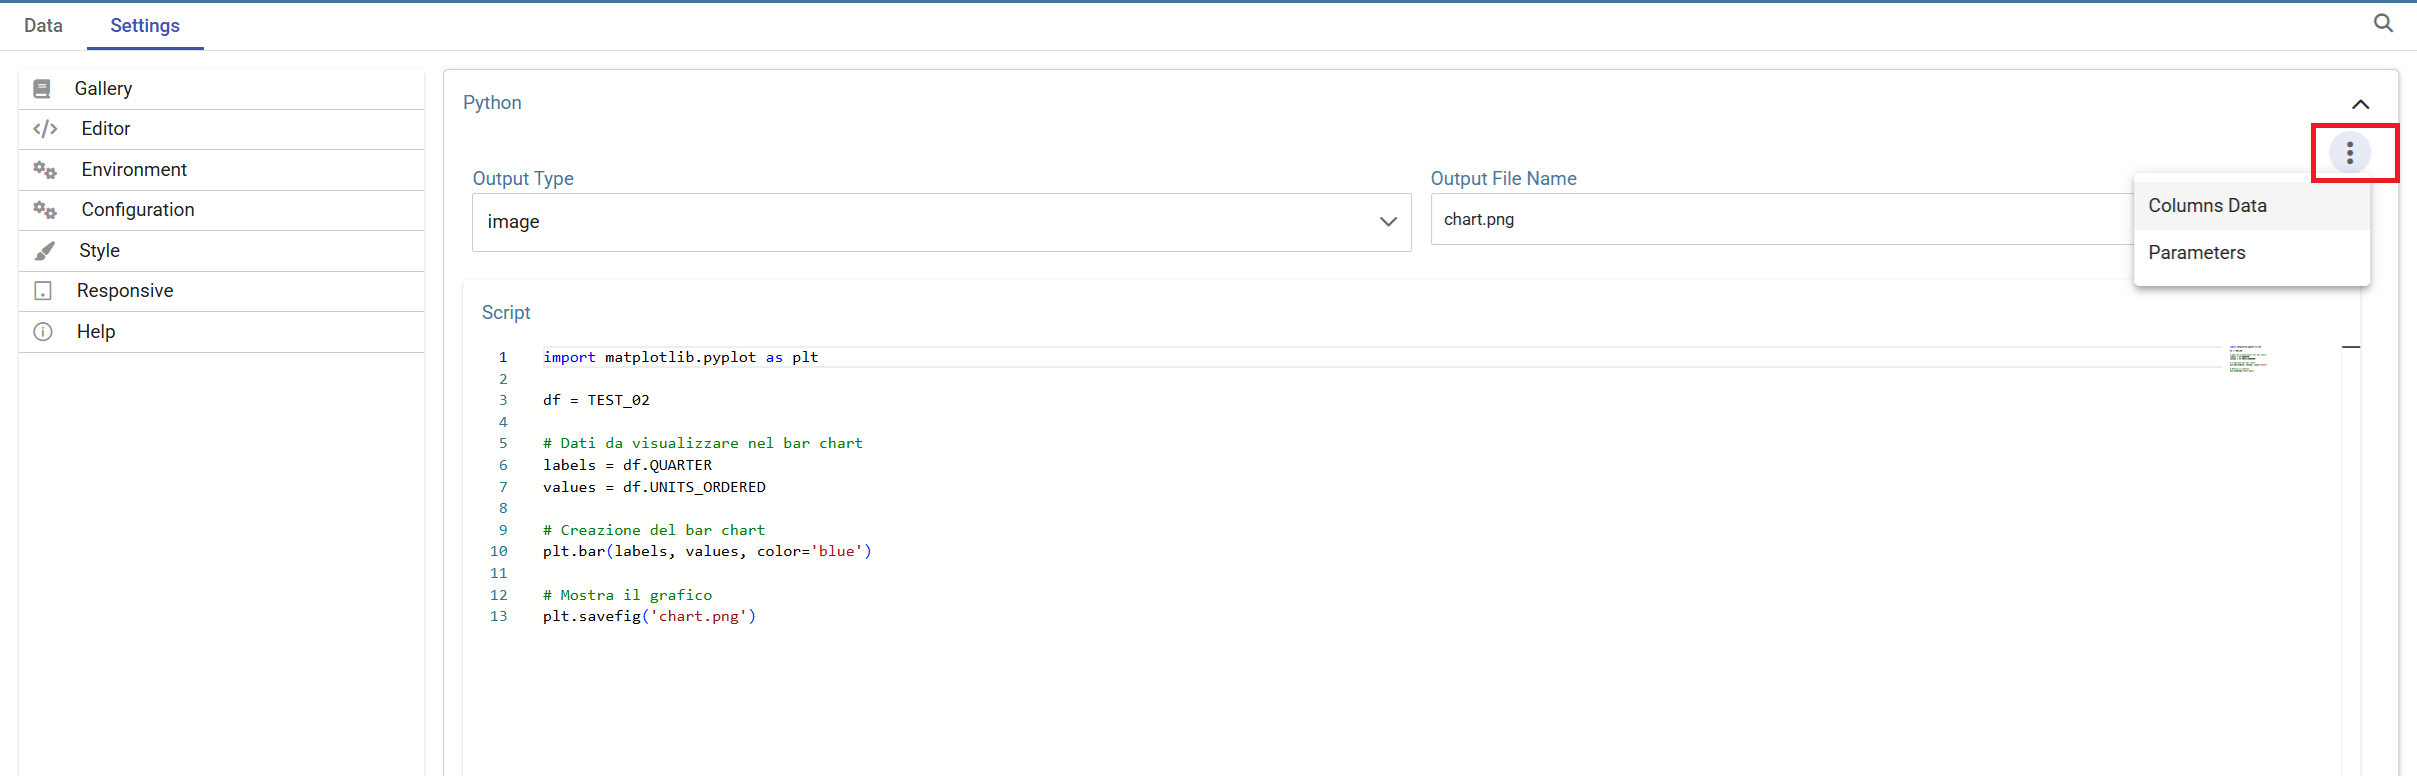 Data
Settings
Gallery
Editor
Environment
Configuration
Style
Responsive
Help
Python
Output Type
image
Output File Name
chart.png
Columns Data
Parameters
Script
1 import matplotlib.pyplot as plt
2
3 df = TEST_02
4
5 # Dati da visualizzare nel bar chart
6 labels = df.QUARTER
7 values = df.UNITS_ORDERED
8
9 # Creazione del bar chart
10 plt.bar(labels, values, color='blue')
11
12 # Mostra il grafico
13 plt.savefig('chart.png')